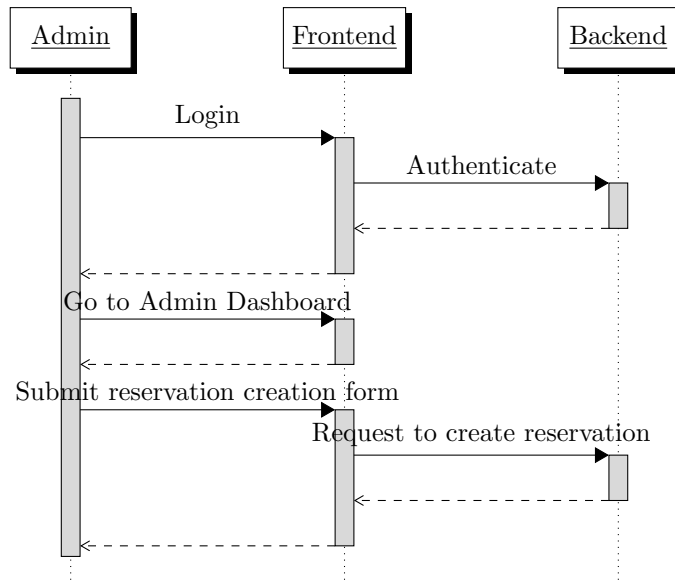 Admin
Frontend
Backend
Login
Authenticate
Go to Admin Dashboard
Submit reservation creation form
Request to create reservation